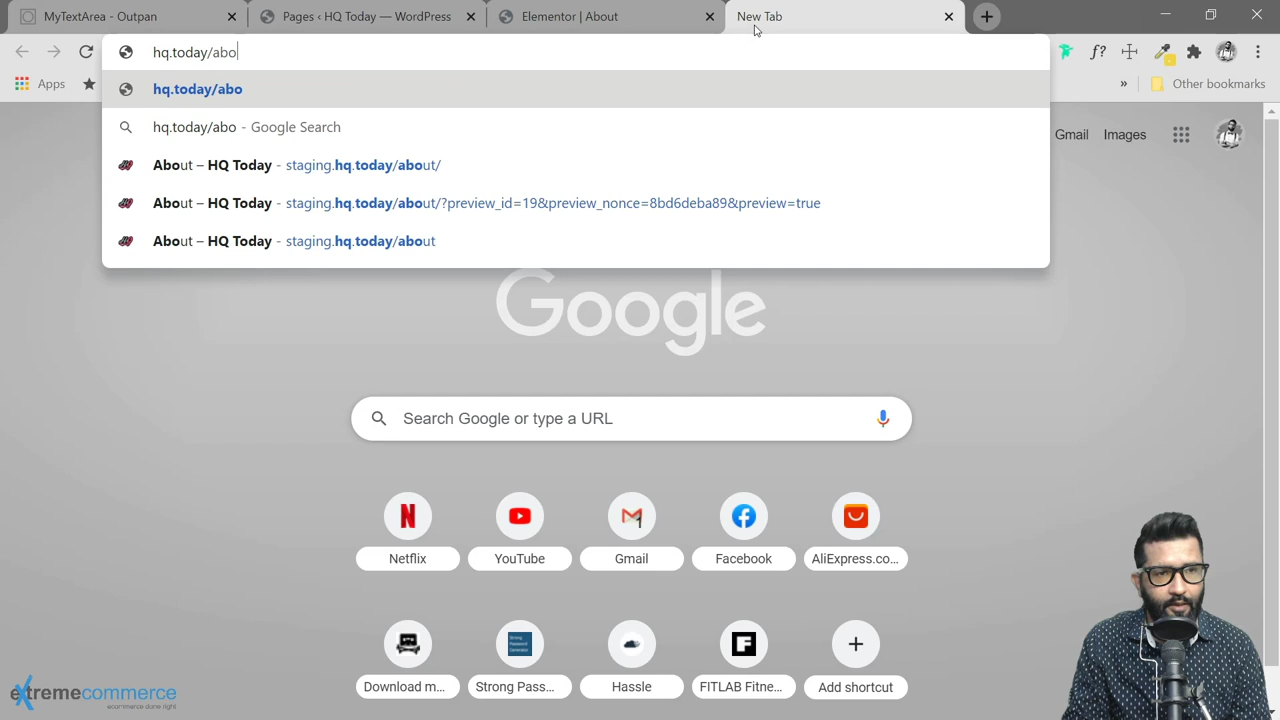 MyTextArea - Outpan
Pages ‹ HQ Today — WordPress
Elementor | About
New Tab
hq.today/abo
f?
Apps
Other bookmarks
hq.today/abo
hq.today/abo - Google Search
About – HQ Today - staging.hq.today/about/
About – HQ Today - staging.hq.today/about/?preview_id=19&preview_nonce=8bd6deba89&preview=true
About – HQ Today - staging.hq.today/about
Gmail Images
Google
Search Google or type a URL
Netflix YouTube Gmail Facebook AliExpress.co...
Download m... Strong Pass... Hassle FITLAB Fitne... Add shortcut
extremecommerce
ecommerce done right